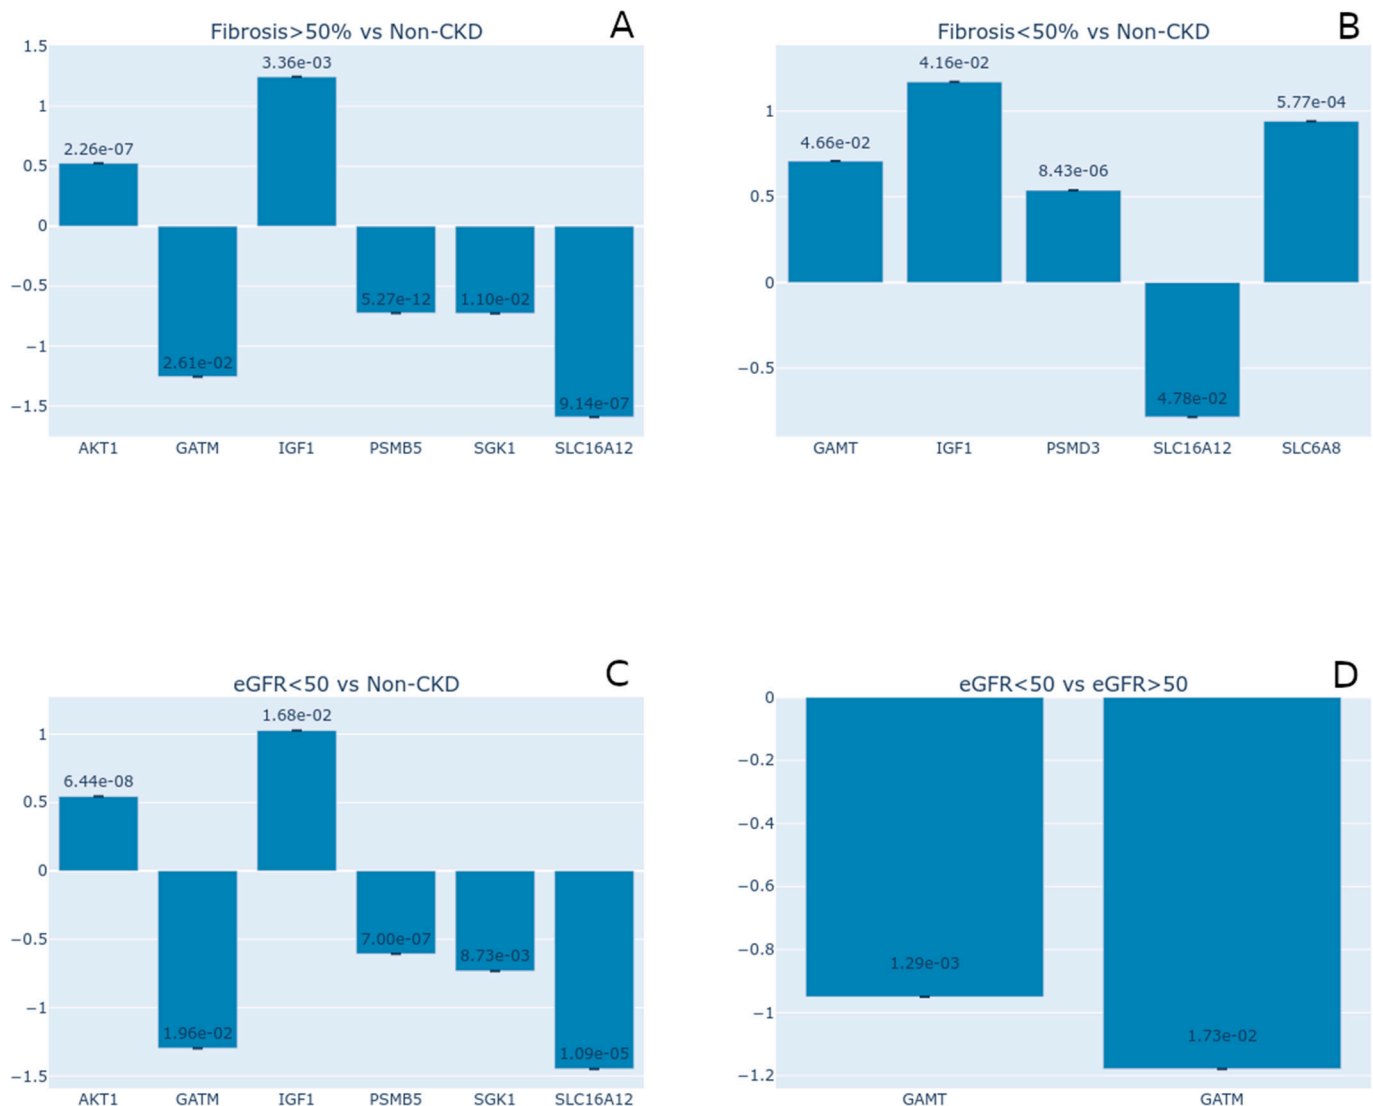 Fibrosis>50% vs Non-CKD
A
1.5
1
0.5
0
−0.5
−1
−1.5
2.26e-07
2.61e-02
3.36e-03
5.27e-12
1.10e-02
9.14e-07
AKT1
GATM
IGF1
PSMB5
SGK1
SLC16A12
Fibrosis<50% vs Non-CKD
B
1
0.5
0
−0.5
4.66e-02
4.16e-02
8.43e-06
4.78e-02
5.77e-04
GAMT
IGF1
PSMD3
SLC16A12
SLC6A8
eGFR<50 vs Non-CKD
C
1
0.5
0
−0.5
−1
−1.5
6.44e-08
1.96e-02
1.68e-02
7.00e-07
8.73e-03
1.09e-05
AKT1
GATM
IGF1
PSMB5
SGK1
SLC16A12
eGFR<50 vs eGFR>50
D
0
−0.2
−0.4
−0.6
−0.8
−1
−1.2
1.29e-03
1.73e-02
GAMT
GATM